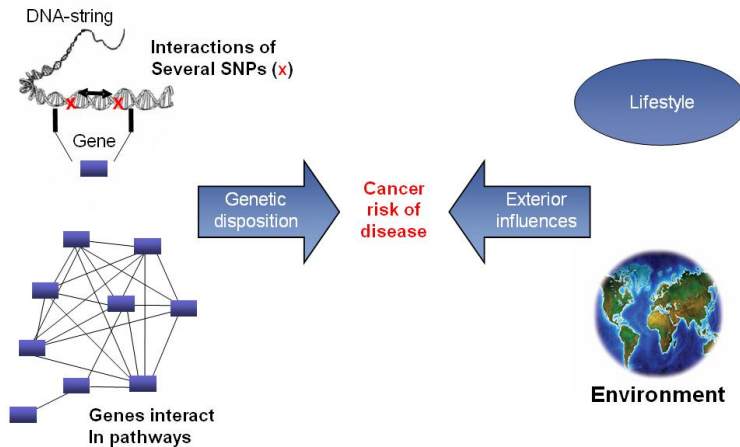 DNA-string
Interactions of
Several SNPs (x)
x x
Gene
Lifestyle
Genetic
disposition
Cancer
risk of
disease
Exterior
influences
Environment
Genes interact
In pathways